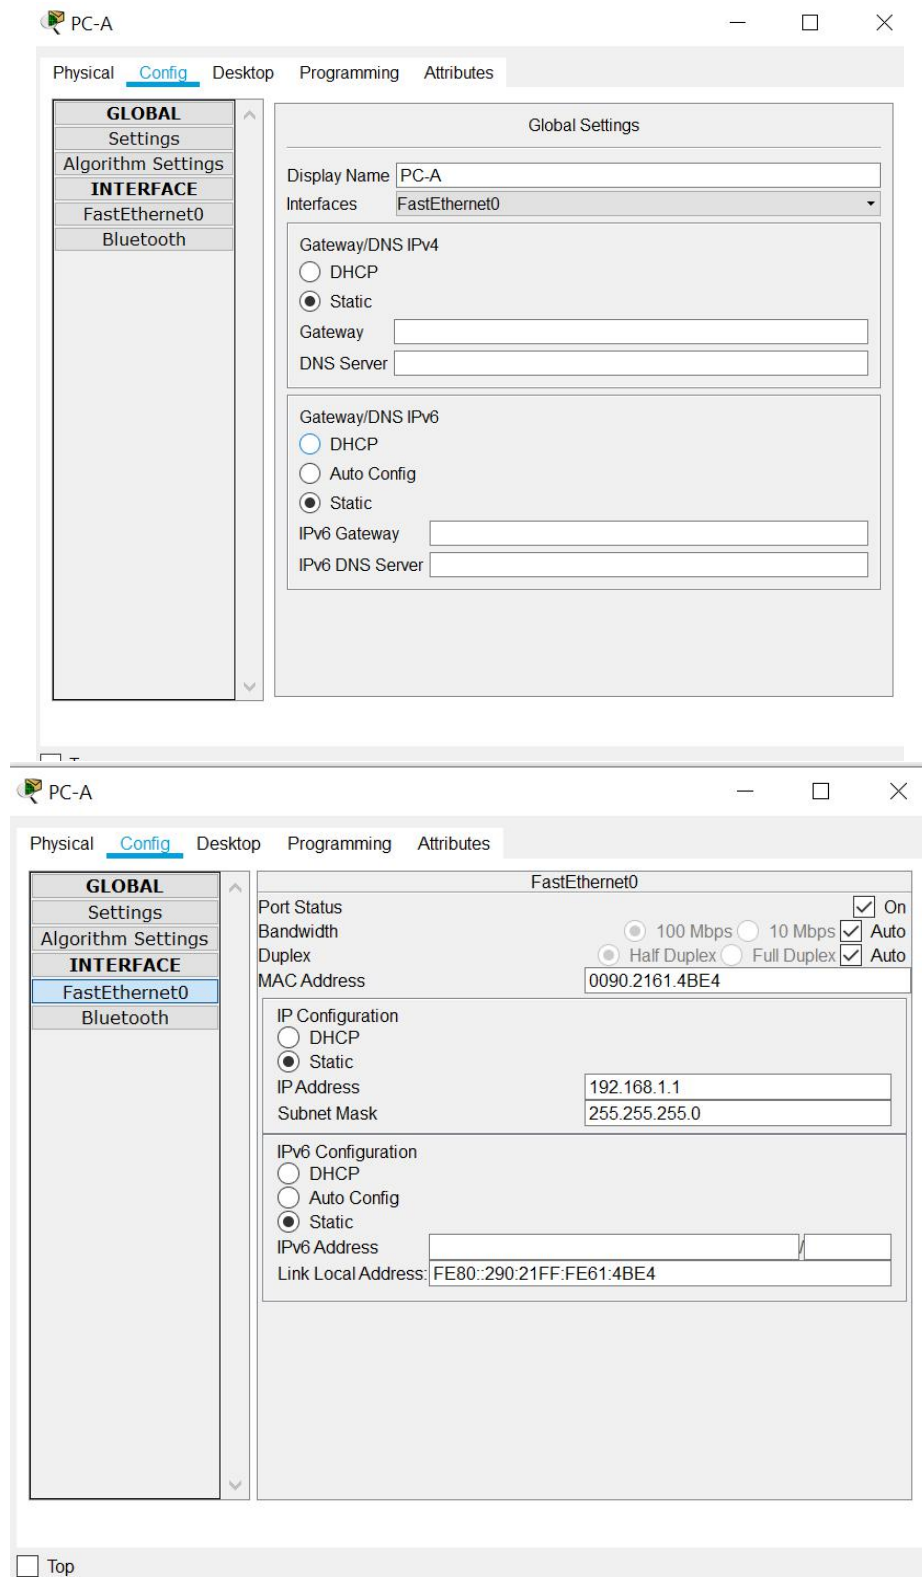 PC-A
Physical Config Desktop Programming Attributes
GLOBAL
Settings
Algorithm Settings
INTERFACE
FastEthernet0
Bluetooth
Global Settings
Display Name PC-A
Interfaces FastEthernet0
Gateway/DNS IPv4
DHCP
Static
Gateway
DNS Server
Gateway/DNS IPv6
DHCP
Auto Config
Static
IPv6 Gateway
IPv6 DNS Server
PC-A
Physical Config Desktop Programming Attributes
GLOBAL
Settings
Algorithm Settings
INTERFACE
FastEthernet0
Bluetooth
FastEthernet0
Port Status On
Bandwidth 100 Mbps 10 Mbps Auto
Duplex Half Duplex Full Duplex Auto
MAC Address 0090.2161.4BE4
IP Configuration
DHCP
Static
IP Address 192.168.1.1
Subnet Mask 255.255.255.0
IPv6 Configuration
DHCP
Auto Config
Static
IPv6 Address /
Link Local Address: FE80::290:21FF:FE61:4BE4
Top